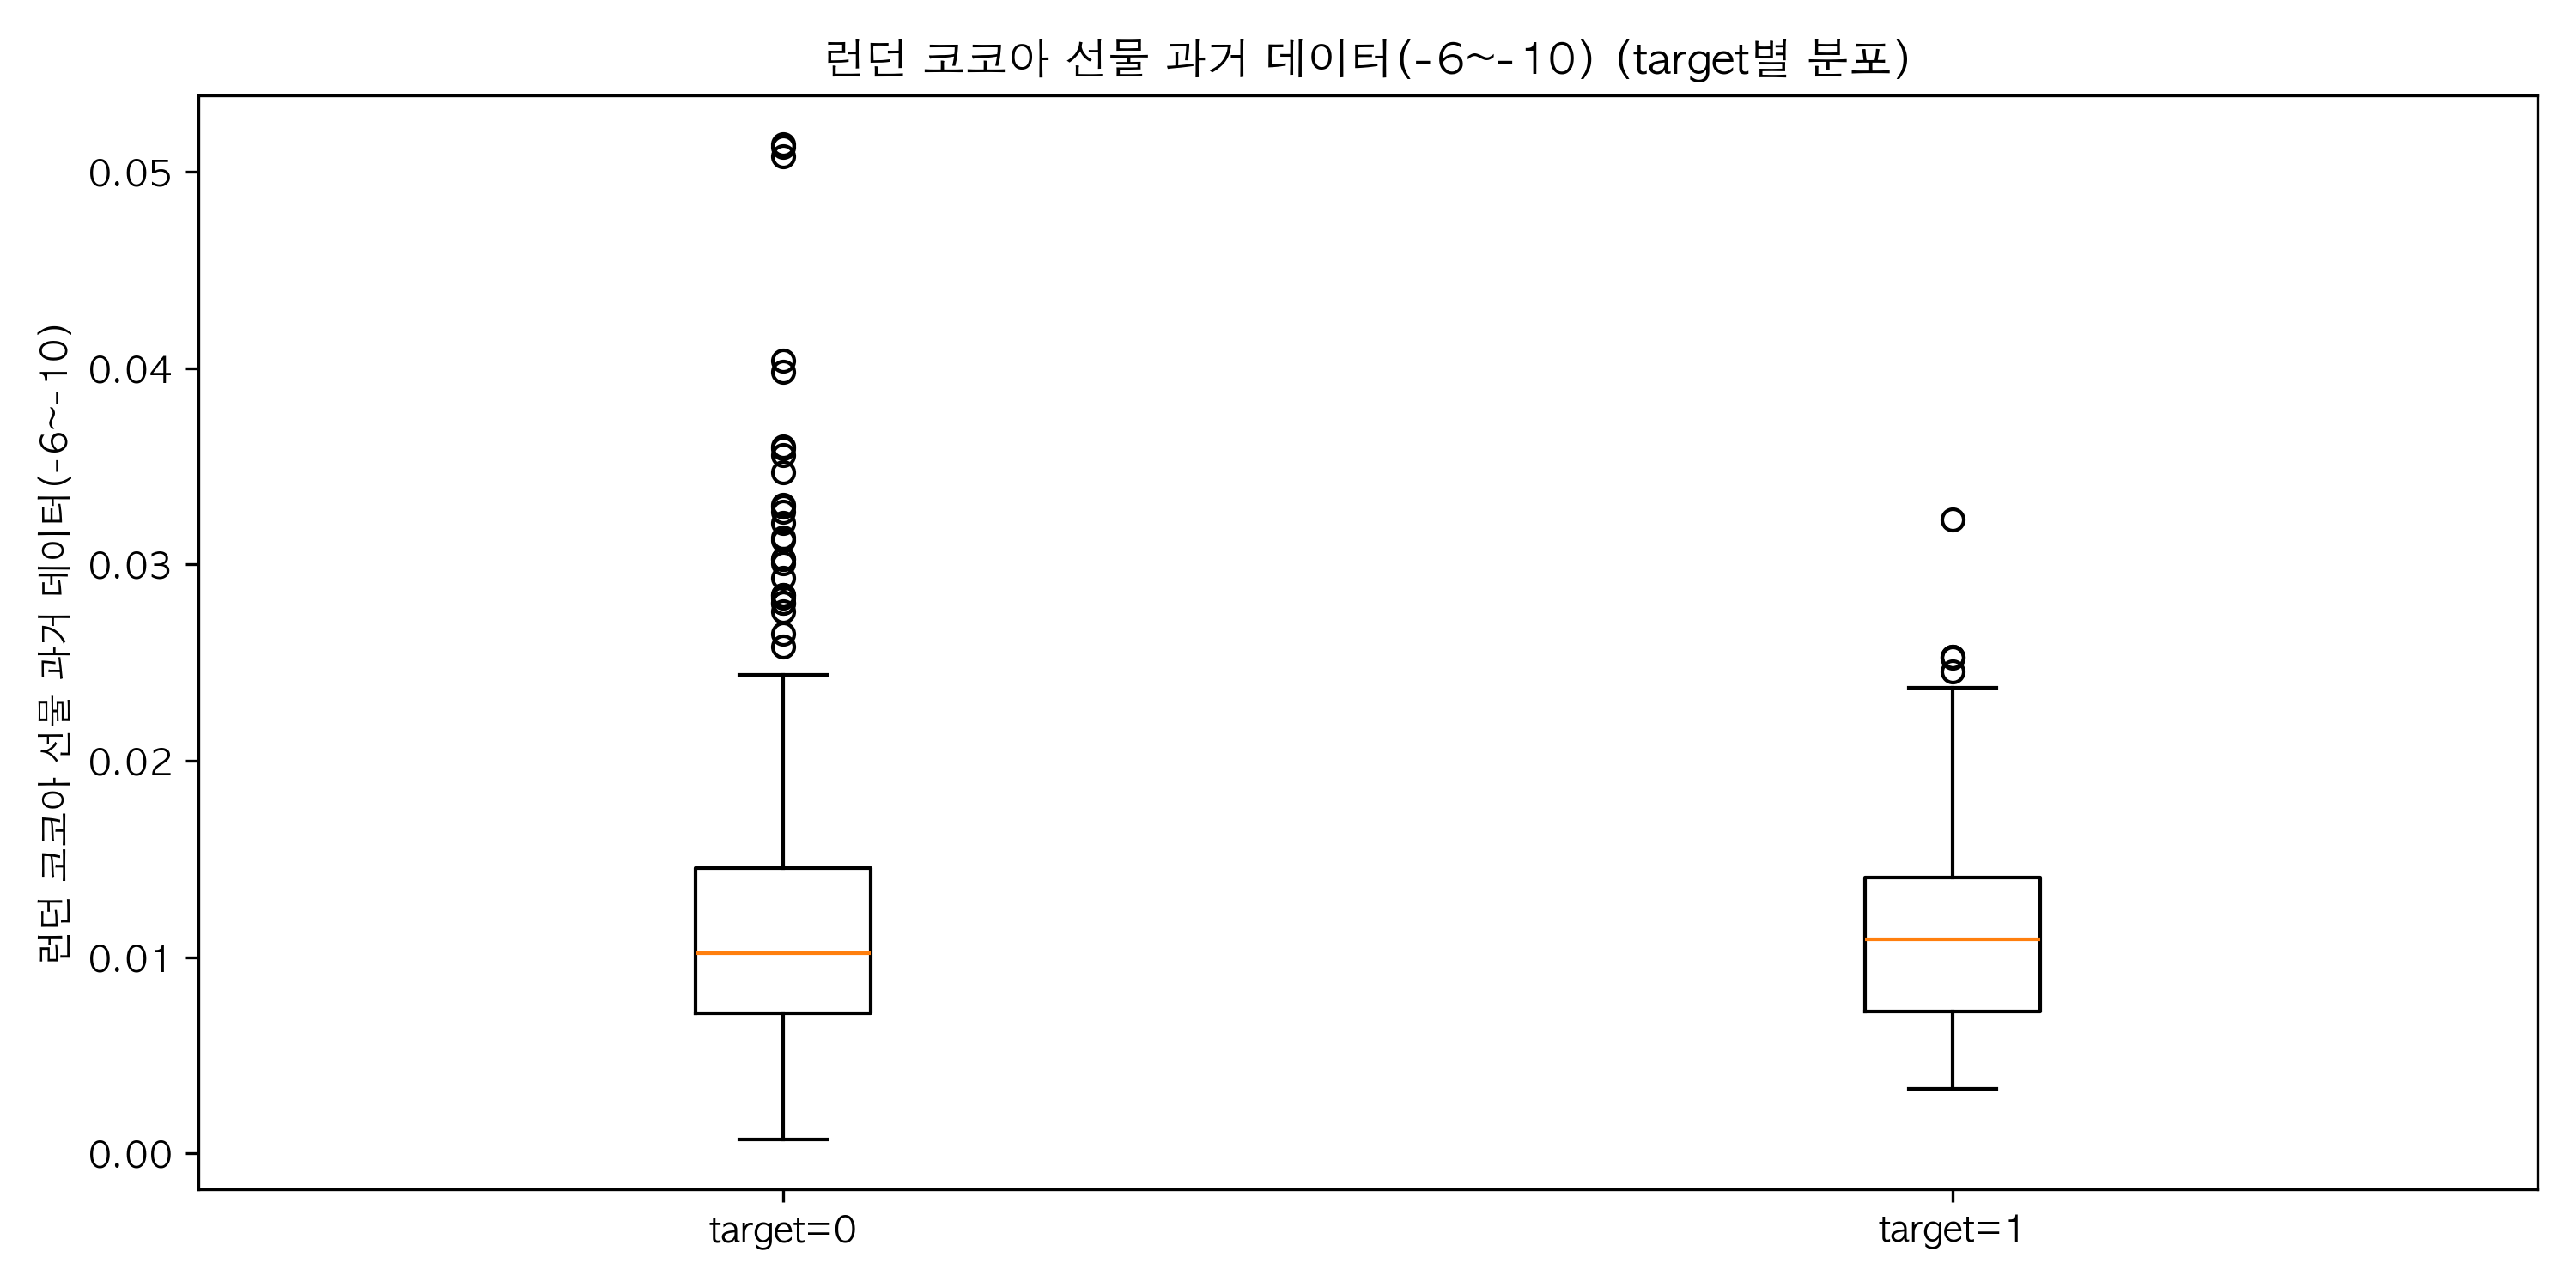 런던 코코아 선물 과거 데이터(-6~-10) (target별 분포)
런던 코코아 선물 과거 데이터(-6~-10)
0.05
0.04
0.03
0.02
0.01
0.00
target=0
target=1